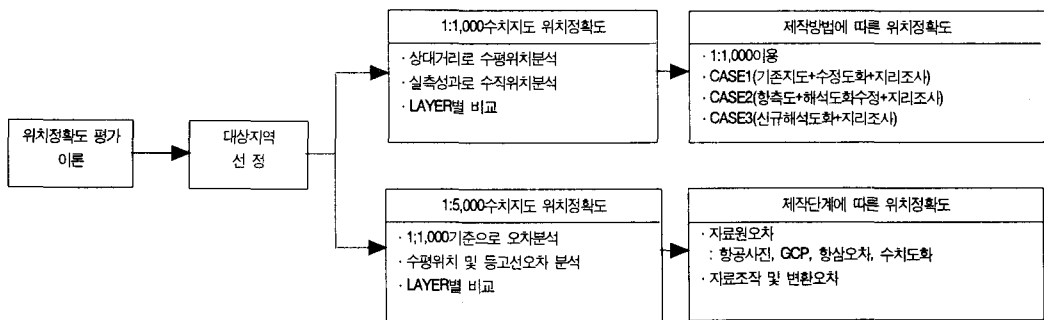 위치정확도 평가
이론
대상지역
선 정
1:1,000수치지도 위치정확도
· 상대거리로 수평위치분석
· 실측성과로 수직위치분석
· LAYER별 비교
제작방법에 따른 위치정확도
· 1:1,000이용
· CASE1(기존지도+수정도화+지리조사)
· CASE2(항측도+해석도화수정+지리조사)
· CASE3(신규해석도화+지리조사)
1:5,000수치지도 위치정확도
· 1;1,000기준으로 오차분석
· 수평위치 및 등고선오차 분석
· LAYER별 비교
제작단계에 따른 위치정확도
· 자료원오차
: 항공사진, GCP, 항삼오차, 수치도화
· 자료조작 및 변환오차